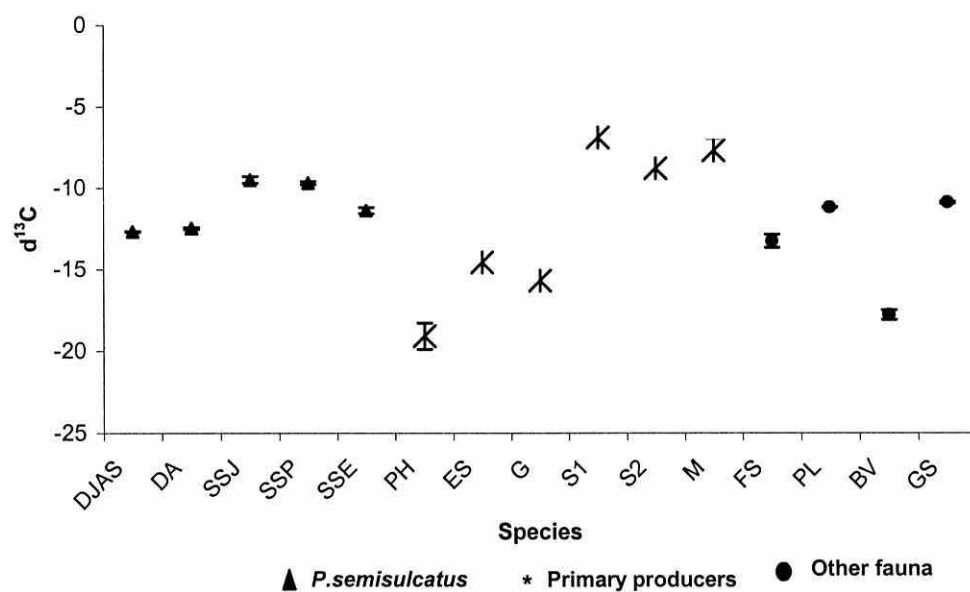 0
-5
-10
-15
-20
-25
d¹³C
DJAS DA SSJ SSP SSE PH ES G S1 S2 M FS PL BV GS
Species
P.semisulcatus * Primary producers Other fauna